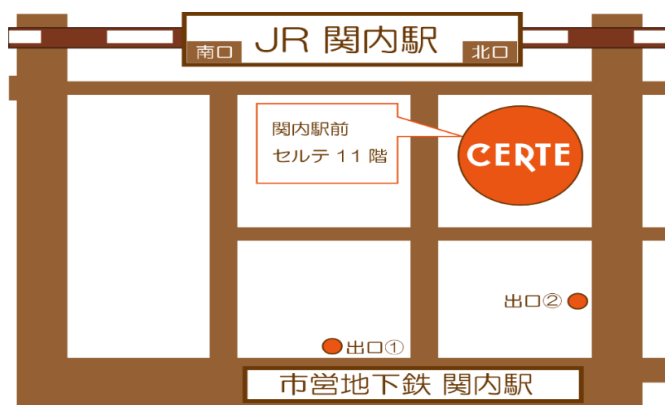 JR 関内駅
南口
北口
関内駅前
セルテ 11 階
CERTE
出口②
出口①
市営地下鉄 関内駅